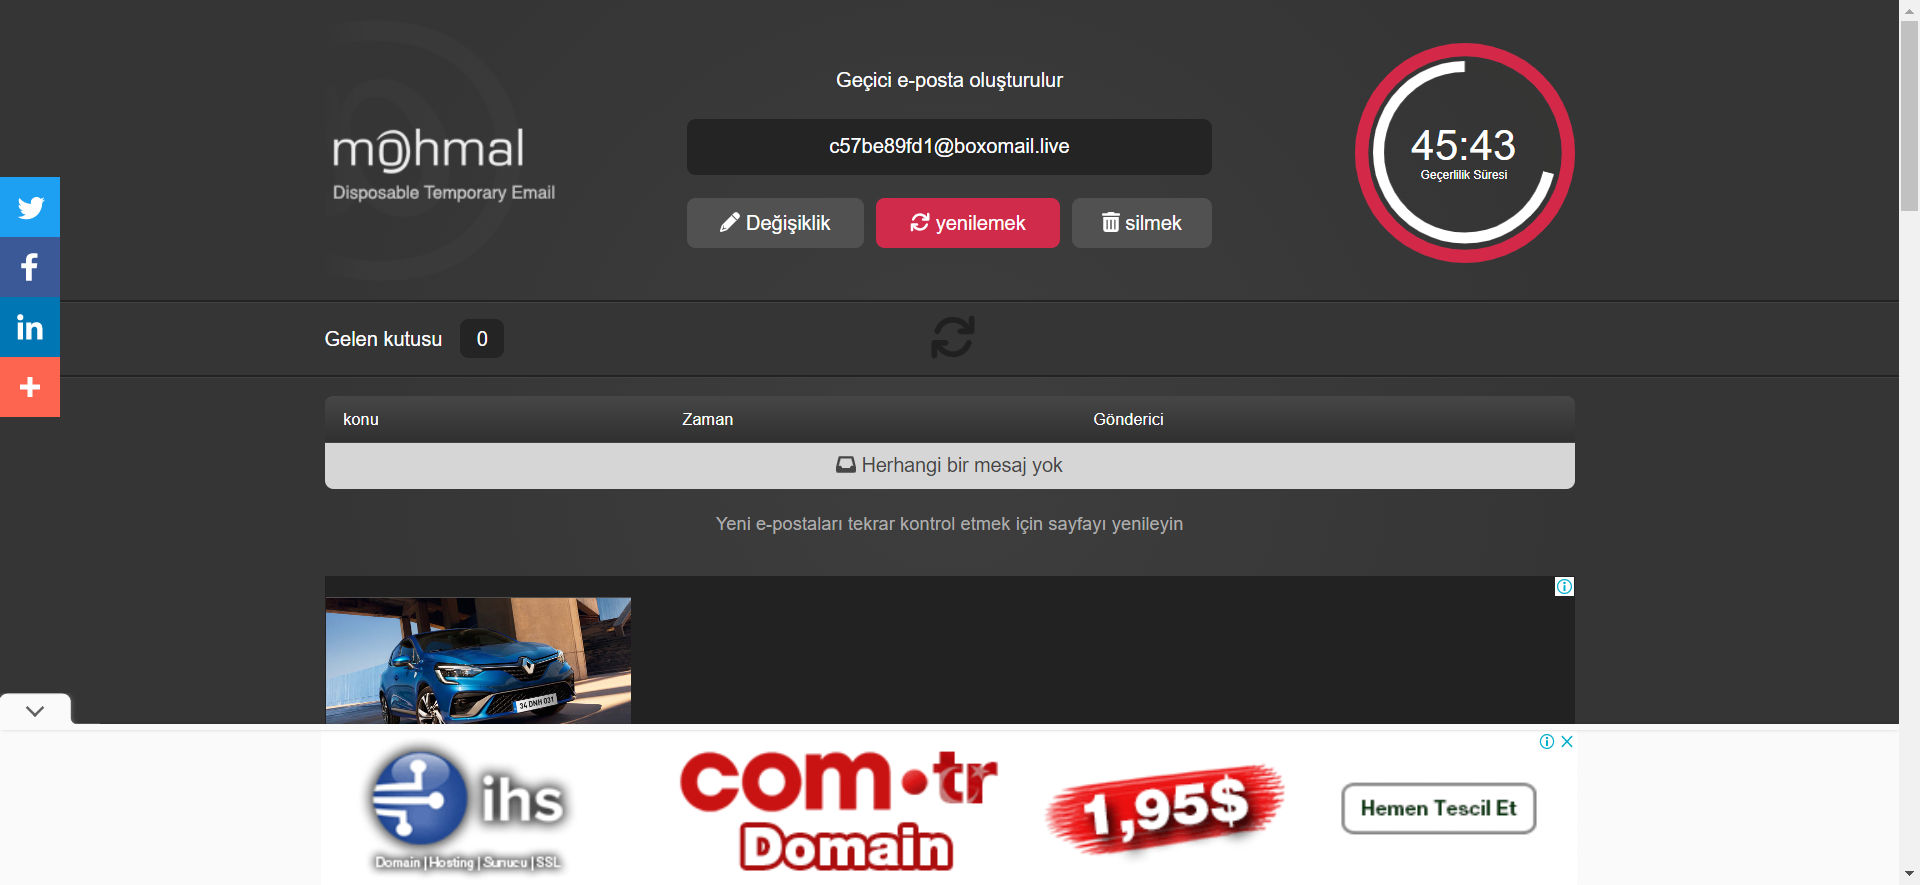 Geçici e-posta oluşturulur
m@hmal
Disposable Temporary Email
c57be89fd1@boxomail.live
Değişiklik
yenilemek
silmek
45:43
Geçerlilik Süresi
Gelen kutusu 0
konu Zaman Gönderici
Herhangi bir mesaj yok
Yeni e-postaları tekrar kontrol etmek için sayfayı yenileyin
34 DNH 031
ihs
Domain | Hosting | Sunucu | SSL
com.tr
Domain
1,95$
Hemen Tescil Et